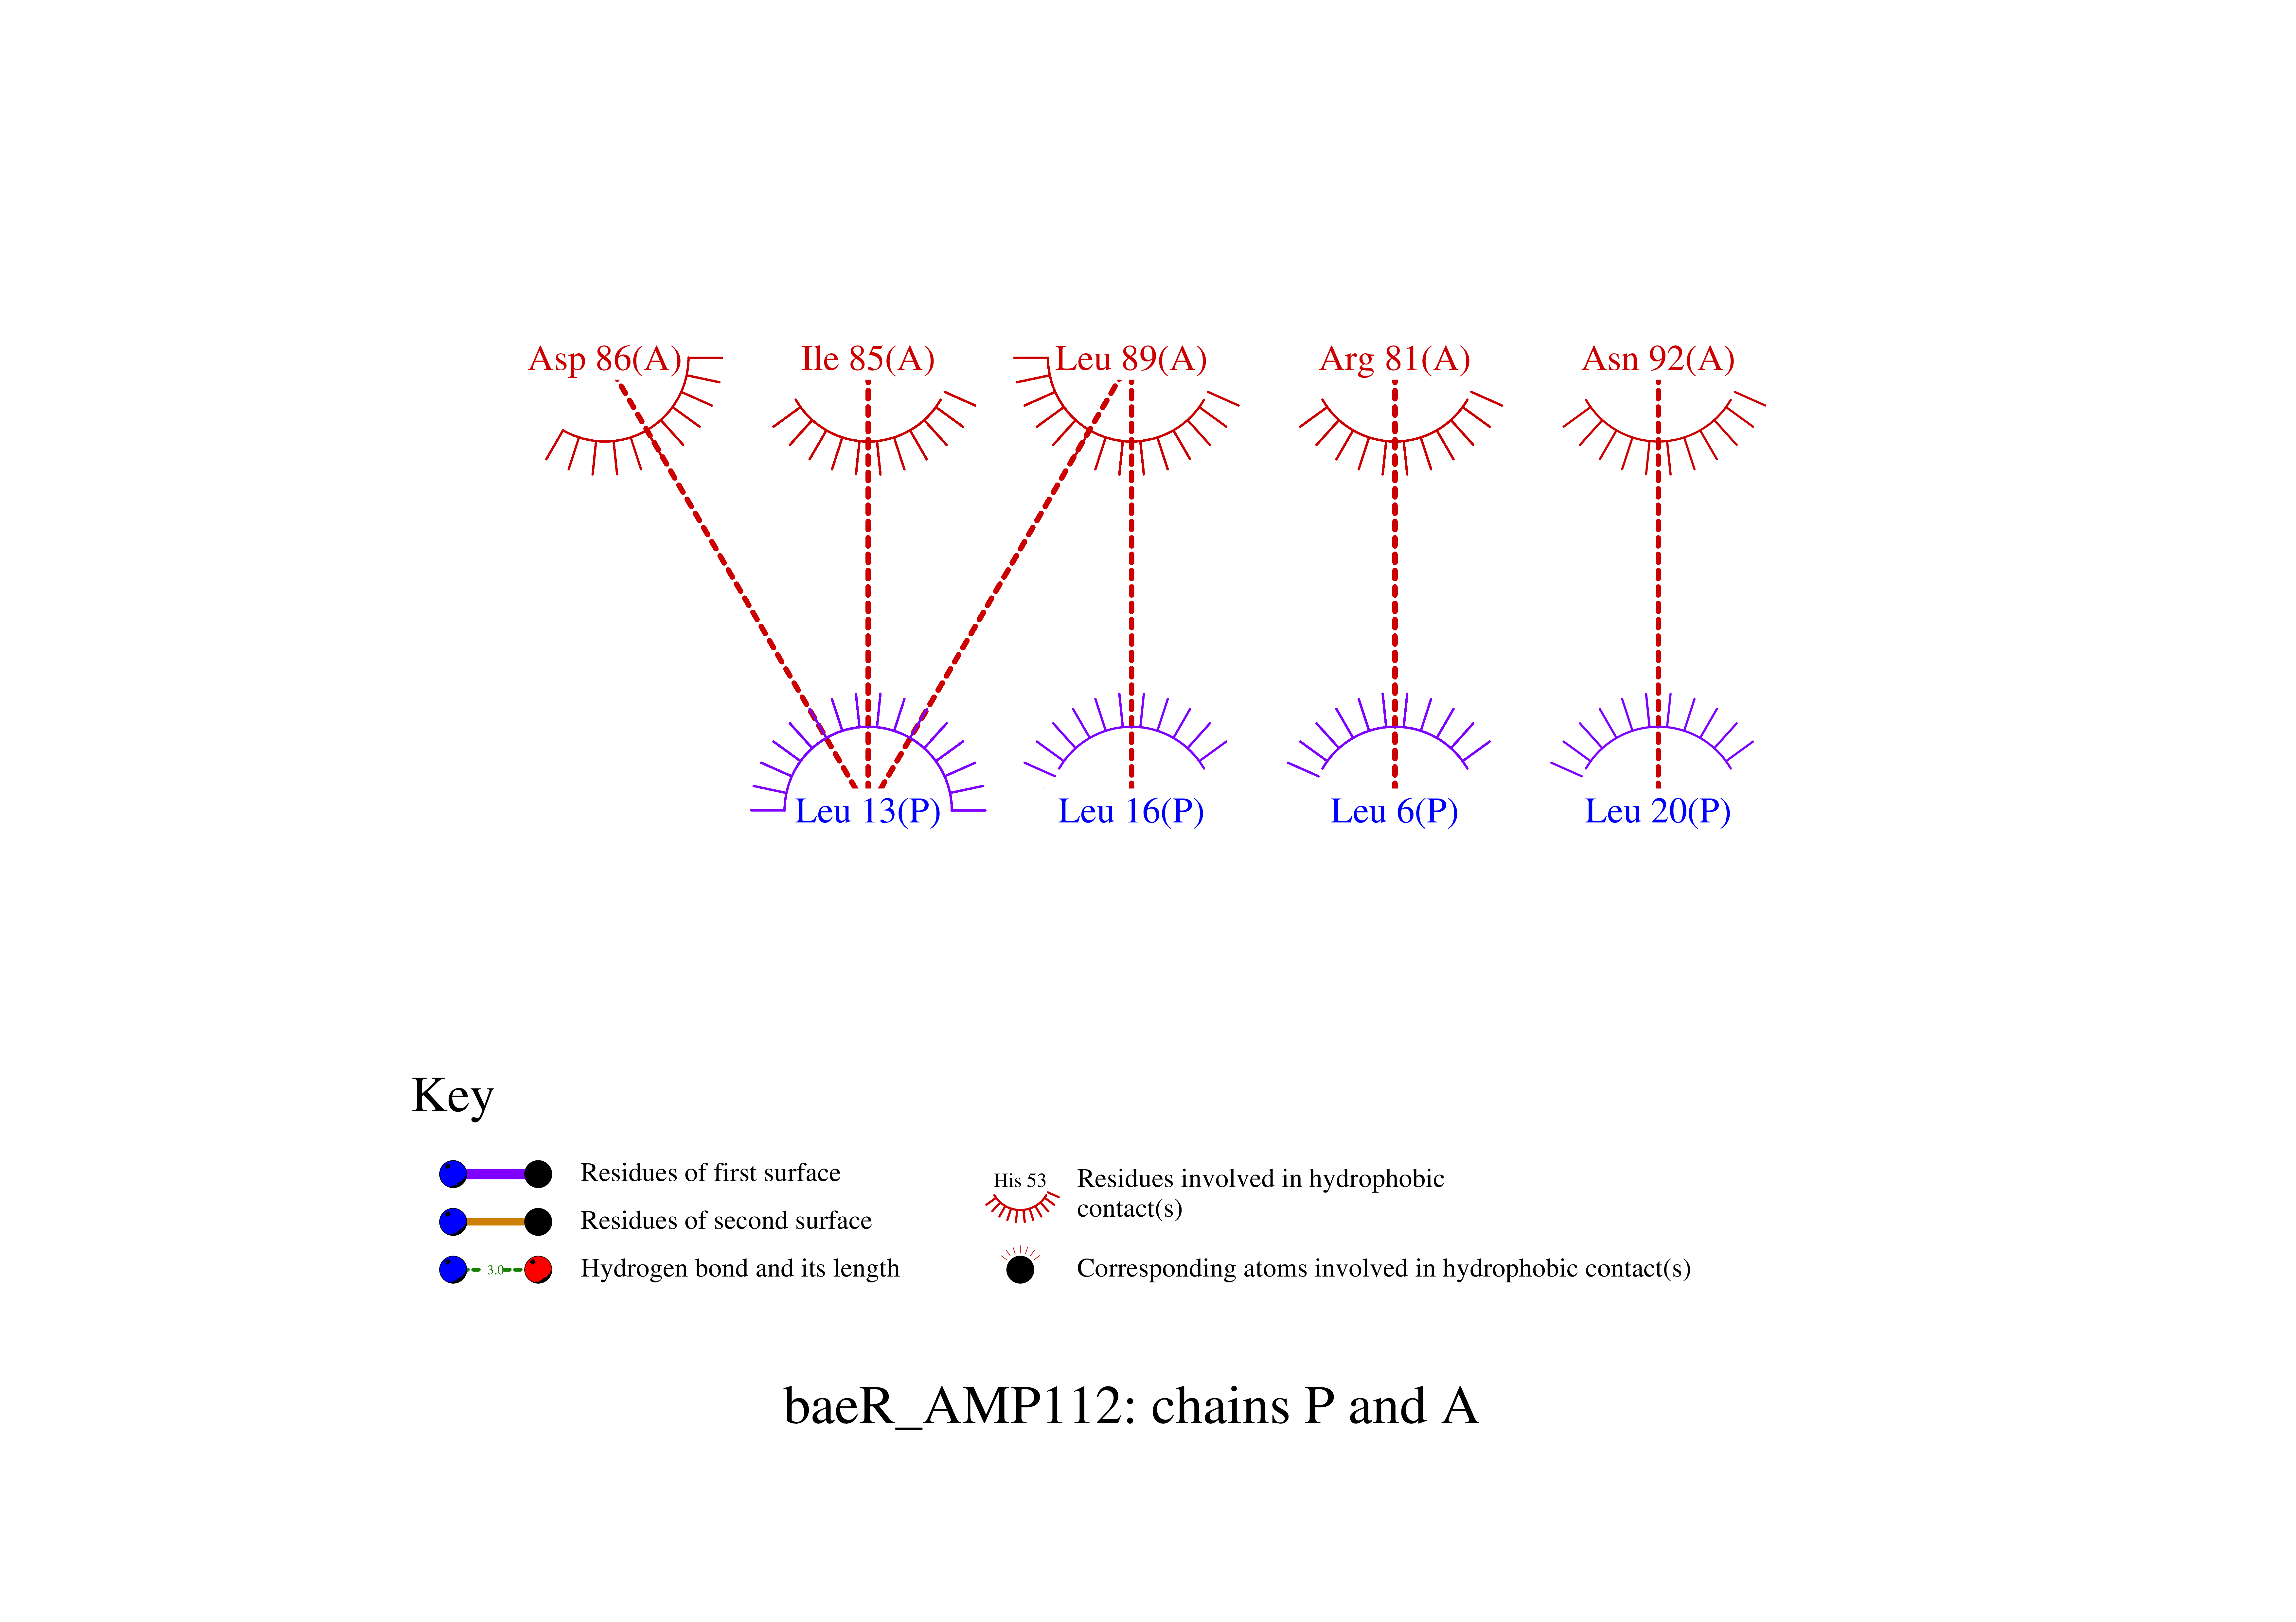 Asp 86(A) Ile 85(A) Leu 89(A) Arg 81(A) Asn 92(A)
Leu 13(P) Leu 16(P) Leu 6(P) Leu 20(P)
Key
Residues of first surface
Residues of second surface
3.0 Hydrogen bond and its length
His 53 Residues involved in hydrophobic
contact(s)
Corresponding atoms involved in hydrophobic contact(s)
baeR_AMP112: chains P and A